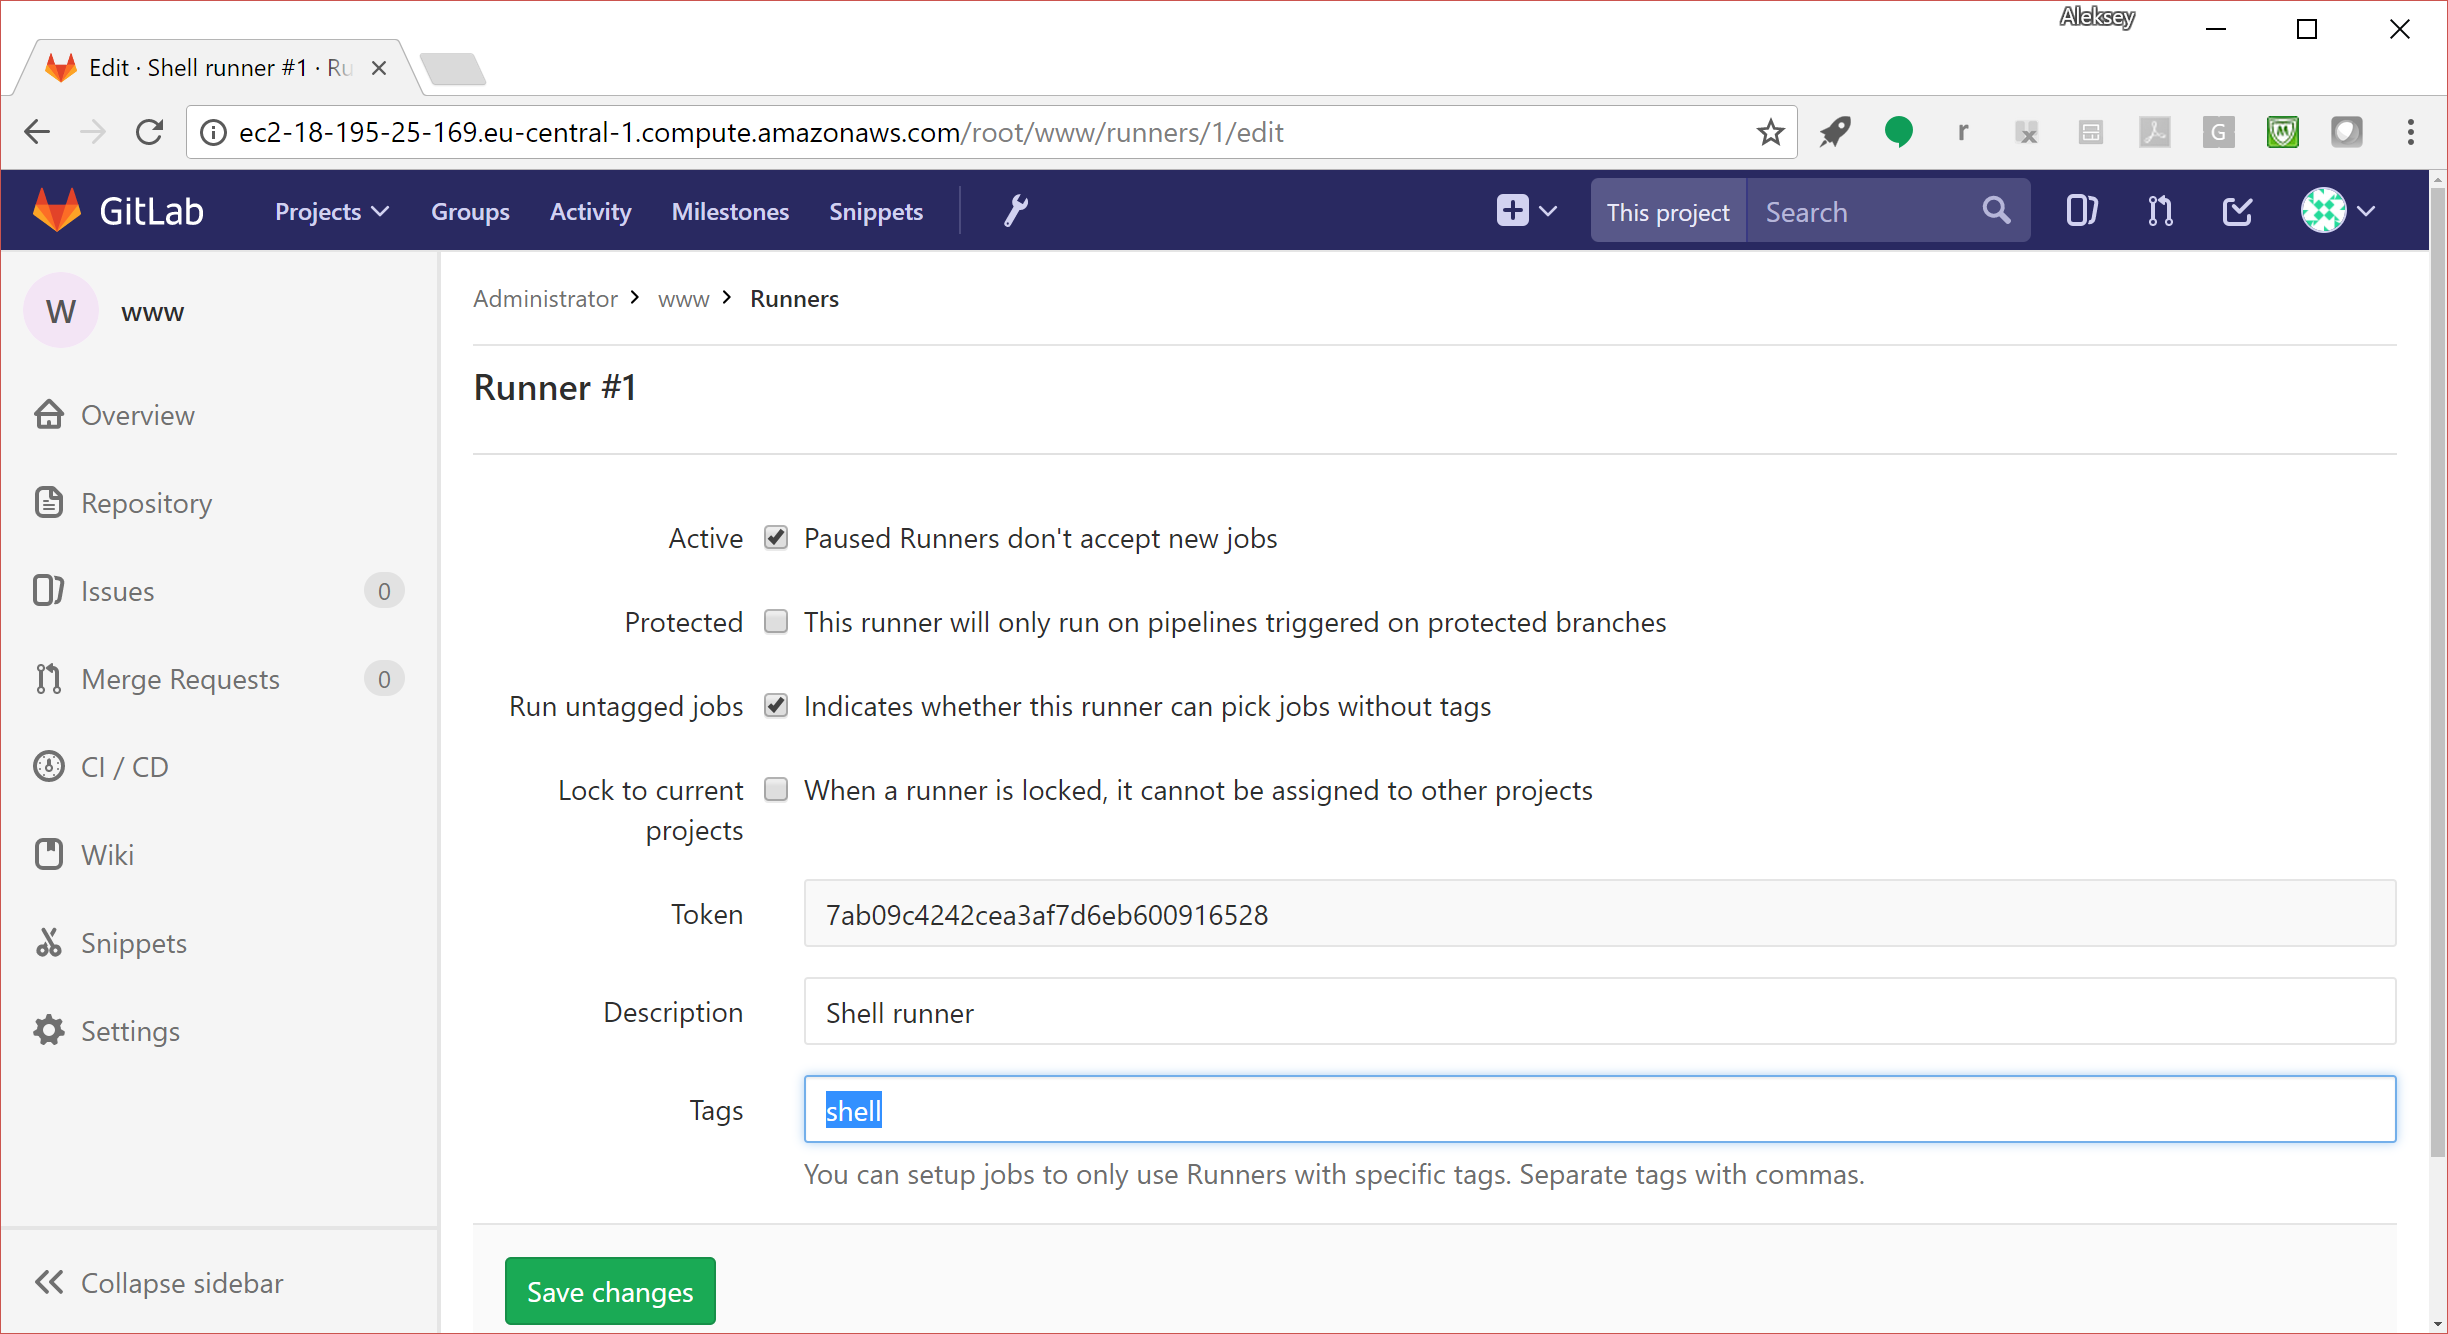 Aleksey
Edit · Shell runner #1 · Ru
ec2-18-195-25-169.eu-central-1.compute.amazonaws.com/root/www/runners/1/edit
GitLab Projects Groups Activity Milestones Snippets This project Search
W www
Overview
Repository
Issues 0
Merge Requests 0
CI / CD
Wiki
Snippets
Settings
Collapse sidebar
Administrator > www > Runners
Runner #1
Active Paused Runners don't accept new jobs
Protected This runner will only run on pipelines triggered on protected branches
Run untagged jobs Indicates whether this runner can pick jobs without tags
Lock to current When a runner is locked, it cannot be assigned to other projects
projects
Token 7ab09c4242cea3af7d6eb600916528
Description Shell runner
Tags shell
You can setup jobs to only use Runners with specific tags. Separate tags with commas.
Save changes